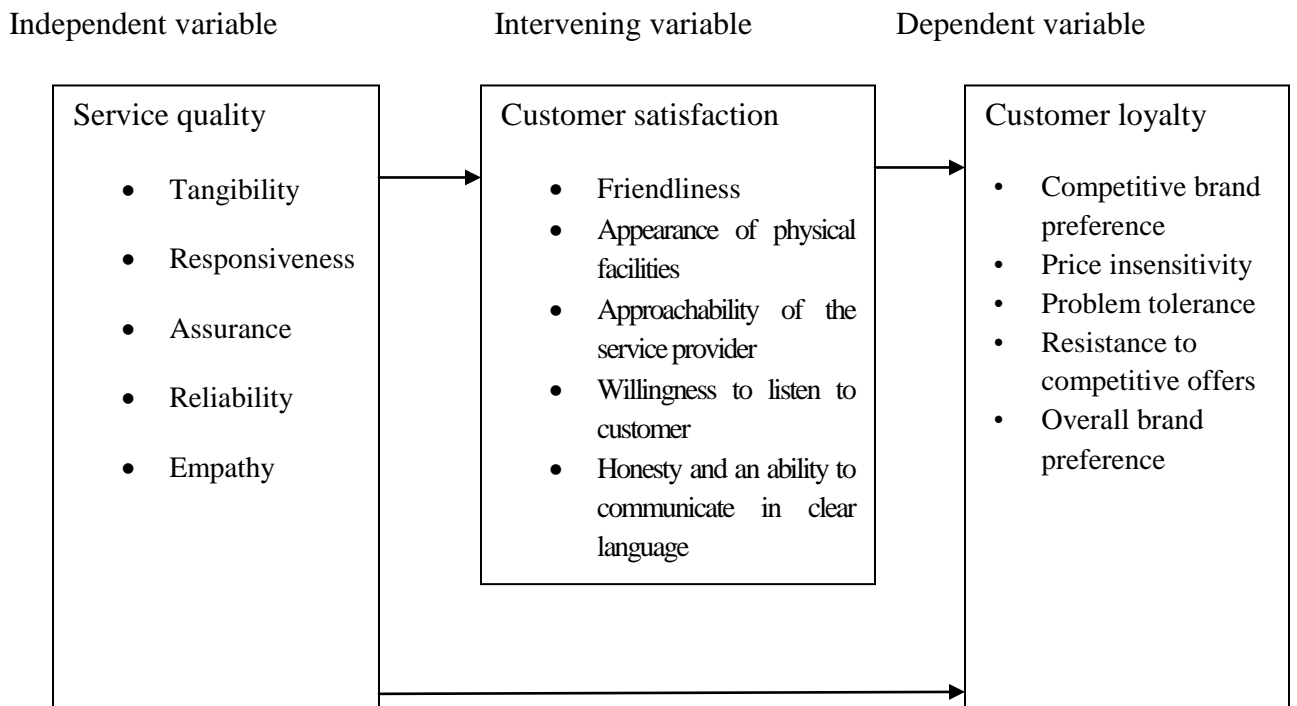 Independent variable
Intervening variable
Dependent variable
Service quality
• Tangibility
• Responsiveness
• Assurance
• Reliability
• Empathy
Customer satisfaction
• Friendliness
• Appearance of physical
facilities
• Approachability of the
service provider
• Willingness to listen to
customer
• Honesty and an ability to
communicate in clear
language
Customer loyalty
• Competitive brand
preference
• Price insensitivity
• Problem tolerance
• Resistance to
competitive offers
• Overall brand
preference